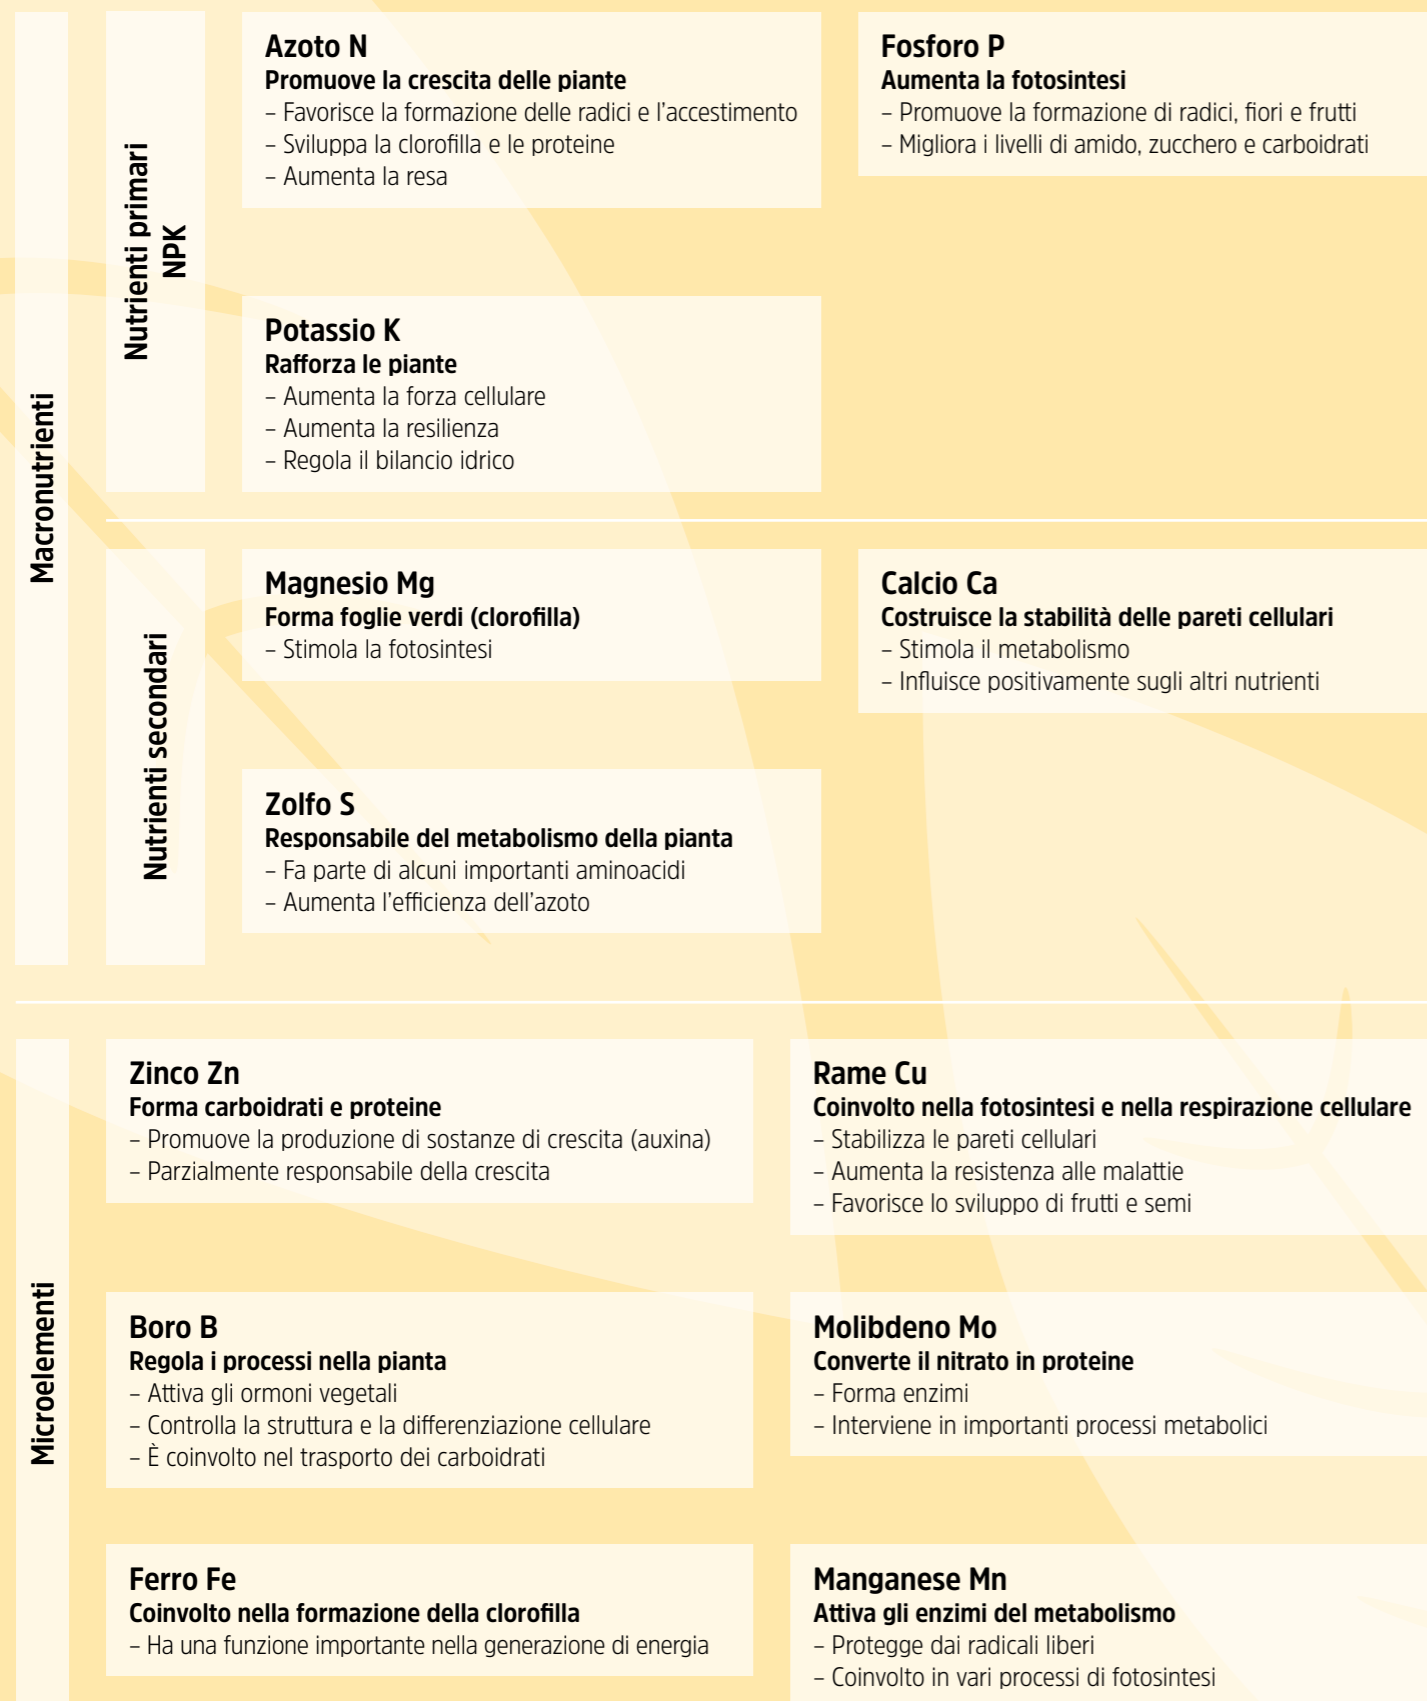 Macronutrienti
Nutrienti primari
NPK
Azoto N
Promuove la crescita delle piante
– Favorisce la formazione delle radici e l'accestimento
– Sviluppa la clorofilla e le proteine
– Aumenta la resa
Fosforo P
Aumenta la fotosintesi
– Promuove la formazione di radici, fiori e frutti
– Migliora i livelli di amido, zucchero e carboidrati
Potassio K
Rafforza le piante
– Aumenta la forza cellulare
– Aumenta la resilienza
– Regola il bilancio idrico
Nutrienti secondari
Magnesio Mg
Forma foglie verdi (clorofilla)
– Stimola la fotosintesi
Calcio Ca
Costruisce la stabilità delle pareti cellulari
– Stimola il metabolismo
– Influisce positivamente sugli altri nutrienti
Zolfo S
Responsabile del metabolismo della pianta
– Fa parte di alcuni importanti aminoacidi
– Aumenta l'efficienza dell'azoto
Microelementi
Zinco Zn
Forma carboidrati e proteine
– Promuove la produzione di sostanze di crescita (auxina)
– Parzialmente responsabile della crescita
Rame Cu
Coinvolto nella fotosintesi e nella respirazione cellulare
– Stabilizza le pareti cellulari
– Aumenta la resistenza alle malattie
– Favorisce lo sviluppo di frutti e semi
Boro B
Regola i processi nella pianta
– Attiva gli ormoni vegetali
– Controlla la struttura e la differenziazione cellulare
– È coinvolto nel trasporto dei carboidrati
Molibdeno Mo
Converte il nitrato in proteine
– Forma enzimi
– Interviene in importanti processi metabolici
Ferro Fe
Coinvolto nella formazione della clorofilla
– Ha una funzione importante nella generazione di energia
Manganese Mn
Attiva gli enzimi del metabolismo
– Protegge dai radicali liberi
– Coinvolto in vari processi di fotosintesi